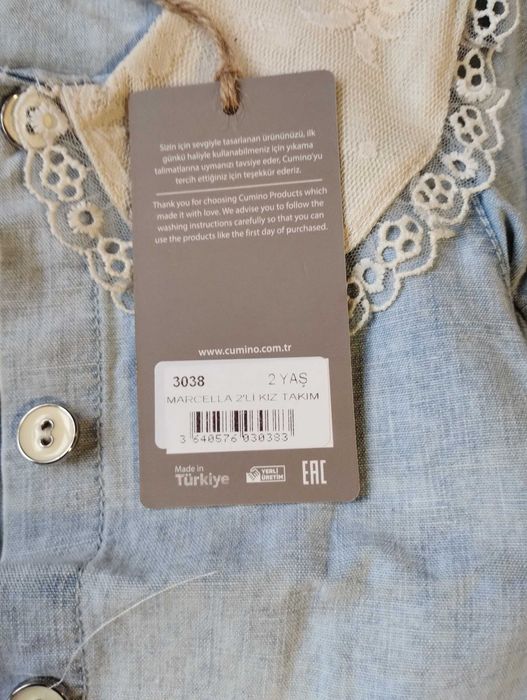 Sizin için sevgiyle tasarlanan ürününüzü, ilk
günkü haliyle kullanabilmeniz için yıkama
talimatlarına uymanızı tavsiye eder, Cumino'yu
tercih ettiğiniz için teşekkür ederiz.
Thank you for choosing Cumino Products which
made it with love. We advise you to follow the
washing instructions carefully so that you can
use the products like the first day of purchased.
www.cumino.com.tr
3038 2 YAŞ
MARCELLA 2'Lİ KIZ TAKIM
3 640576 030383
Made in
Türkiye
YERLİ
ÜRETİM
EAC